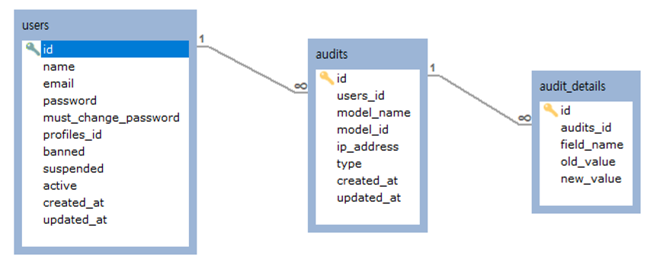 users
id
name
email
password
must_change_password
profiles_id
banned
suspended
active
created_at
updated_at
1
∞
audits
id
users_id
model_name
model_id
ip_address
type
created_at
updated_at
1
∞
audit_details
id
audits_id
field_name
old_value
new_value